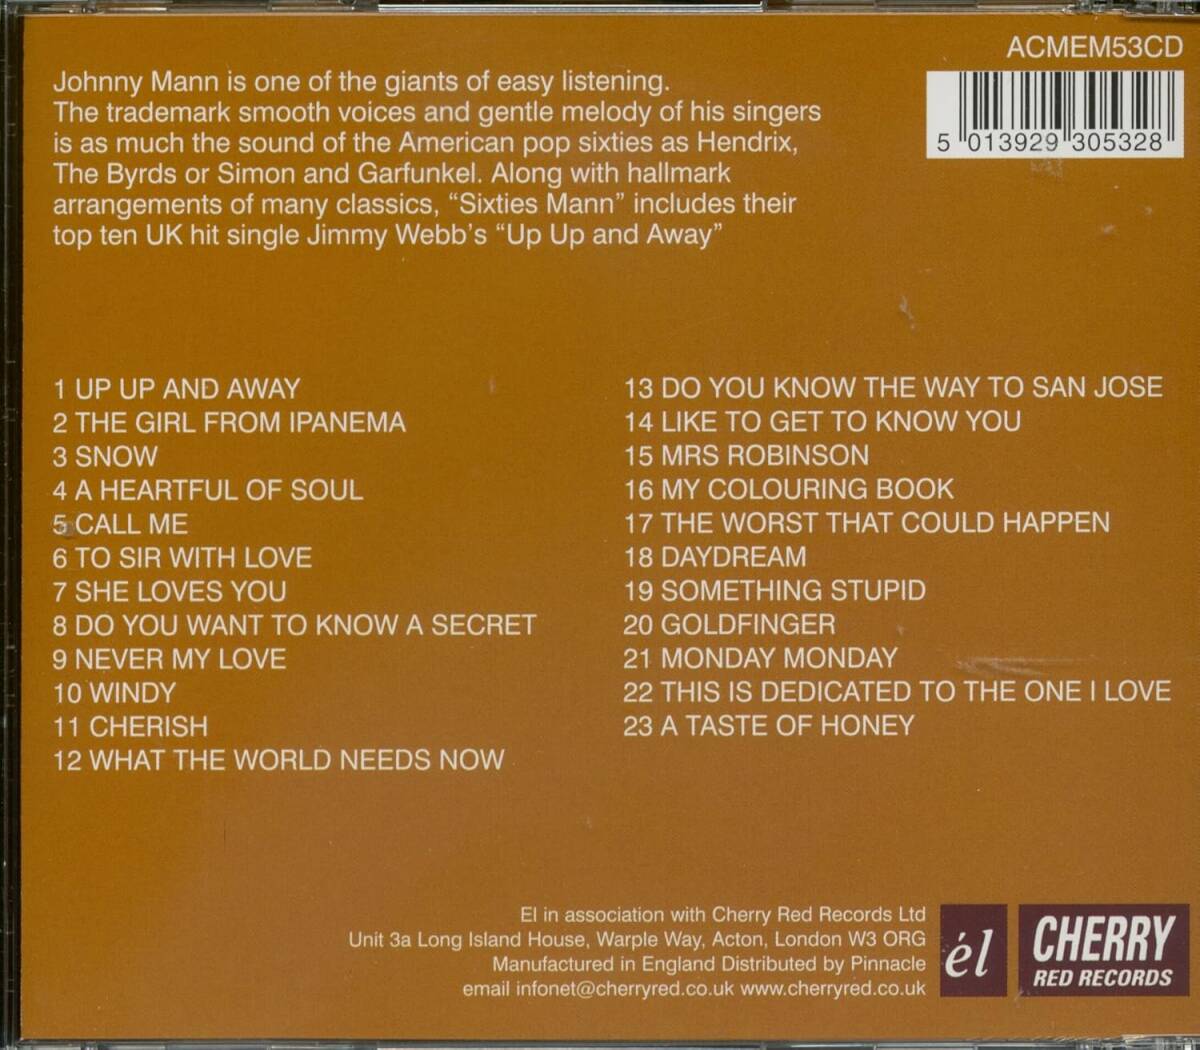 ACMEM53CD
Johnny Mann is one of the giants of easy listening.
The trademark smooth voices and gentle melody of his singers
is as much the sound of the American pop sixties as Hendrix,
The Byrds or Simon and Garfunkel. Along with hallmark
arrangements of many classics, “Sixties Mann” includes their
top ten UK hit single Jimmy Webb’s “Up Up and Away”
5 013929 305328
1 UP UP AND AWAY
2 THE GIRL FROM IPANEMA
3 SNOW
4 A HEARTFUL OF SOUL
5 CALL ME
6 TO SIR WITH LOVE
7 SHE LOVES YOU
8 DO YOU WANT TO KNOW A SECRET
9 NEVER MY LOVE
10 WINDY
11 CHERISH
12 WHAT THE WORLD NEEDS NOW
13 DO YOU KNOW THE WAY TO SAN JOSE
14 LIKE TO GET TO KNOW YOU
15 MRS ROBINSON
16 MY COLOURING BOOK
17 THE WORST THAT COULD HAPPEN
18 DAYDREAM
19 SOMETHING STUPID
20 GOLDFINGER
21 MONDAY MONDAY
22 THIS IS DEDICATED TO THE ONE I LOVE
23 A TASTE OF HONEY
El in association with Cherry Red Records Ltd
Unit 3a Long Island House, Warple Way, Acton, London W3 ORG
Manufactured in England Distributed by Pinnacle
email infonet@cherryred.co.uk www.cherryred.co.uk
él
CHERRY
RED RECORDS